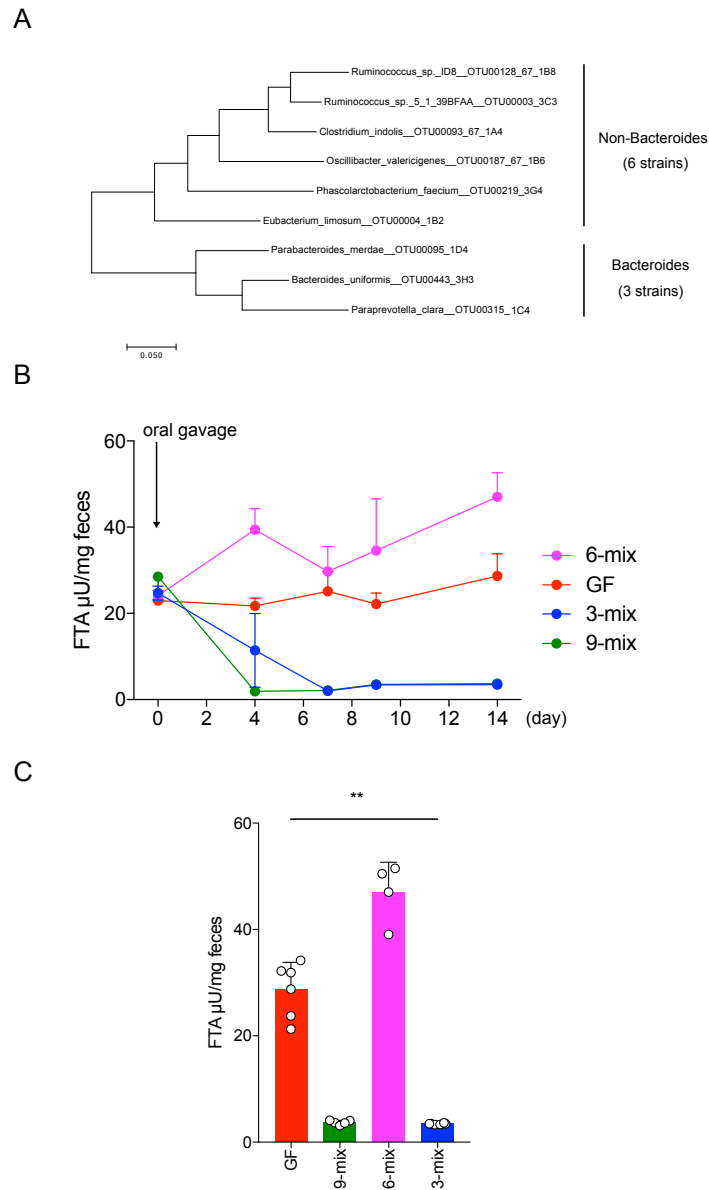 A
Ruminococcus_sp._ID8__OTU00128_67_1B8
Ruminococcus_sp._5_1_39BFAA__OTU00003_3C3
Clostridium_indolis__OTU00093_67_1A4
Oscillibacter_valericigenes__OTU00187_67_1B6
Phascolarctobacterium_faecium__OTU00219_3G4
Eubacterium_limosum__OTU00004_1B2
Parabacteroides_merdae__OTU00095_1D4
Bacteroides_uniformis__OTU00443_3H3
Paraprevotella_clara__OTU00315_1C4
Non-Bacteroides
(6 strains)
Bacteroides
(3 strains)
0.050
B
oral gavage
60
40
20
0
FTA µU/mg feces
0 2 4 6 8 10 12 14 (day)
6-mix
GF
3-mix
9-mix
C
**
60
40
20
0
FTA µU/mg feces
GF
9-mix
6-mix
3-mix